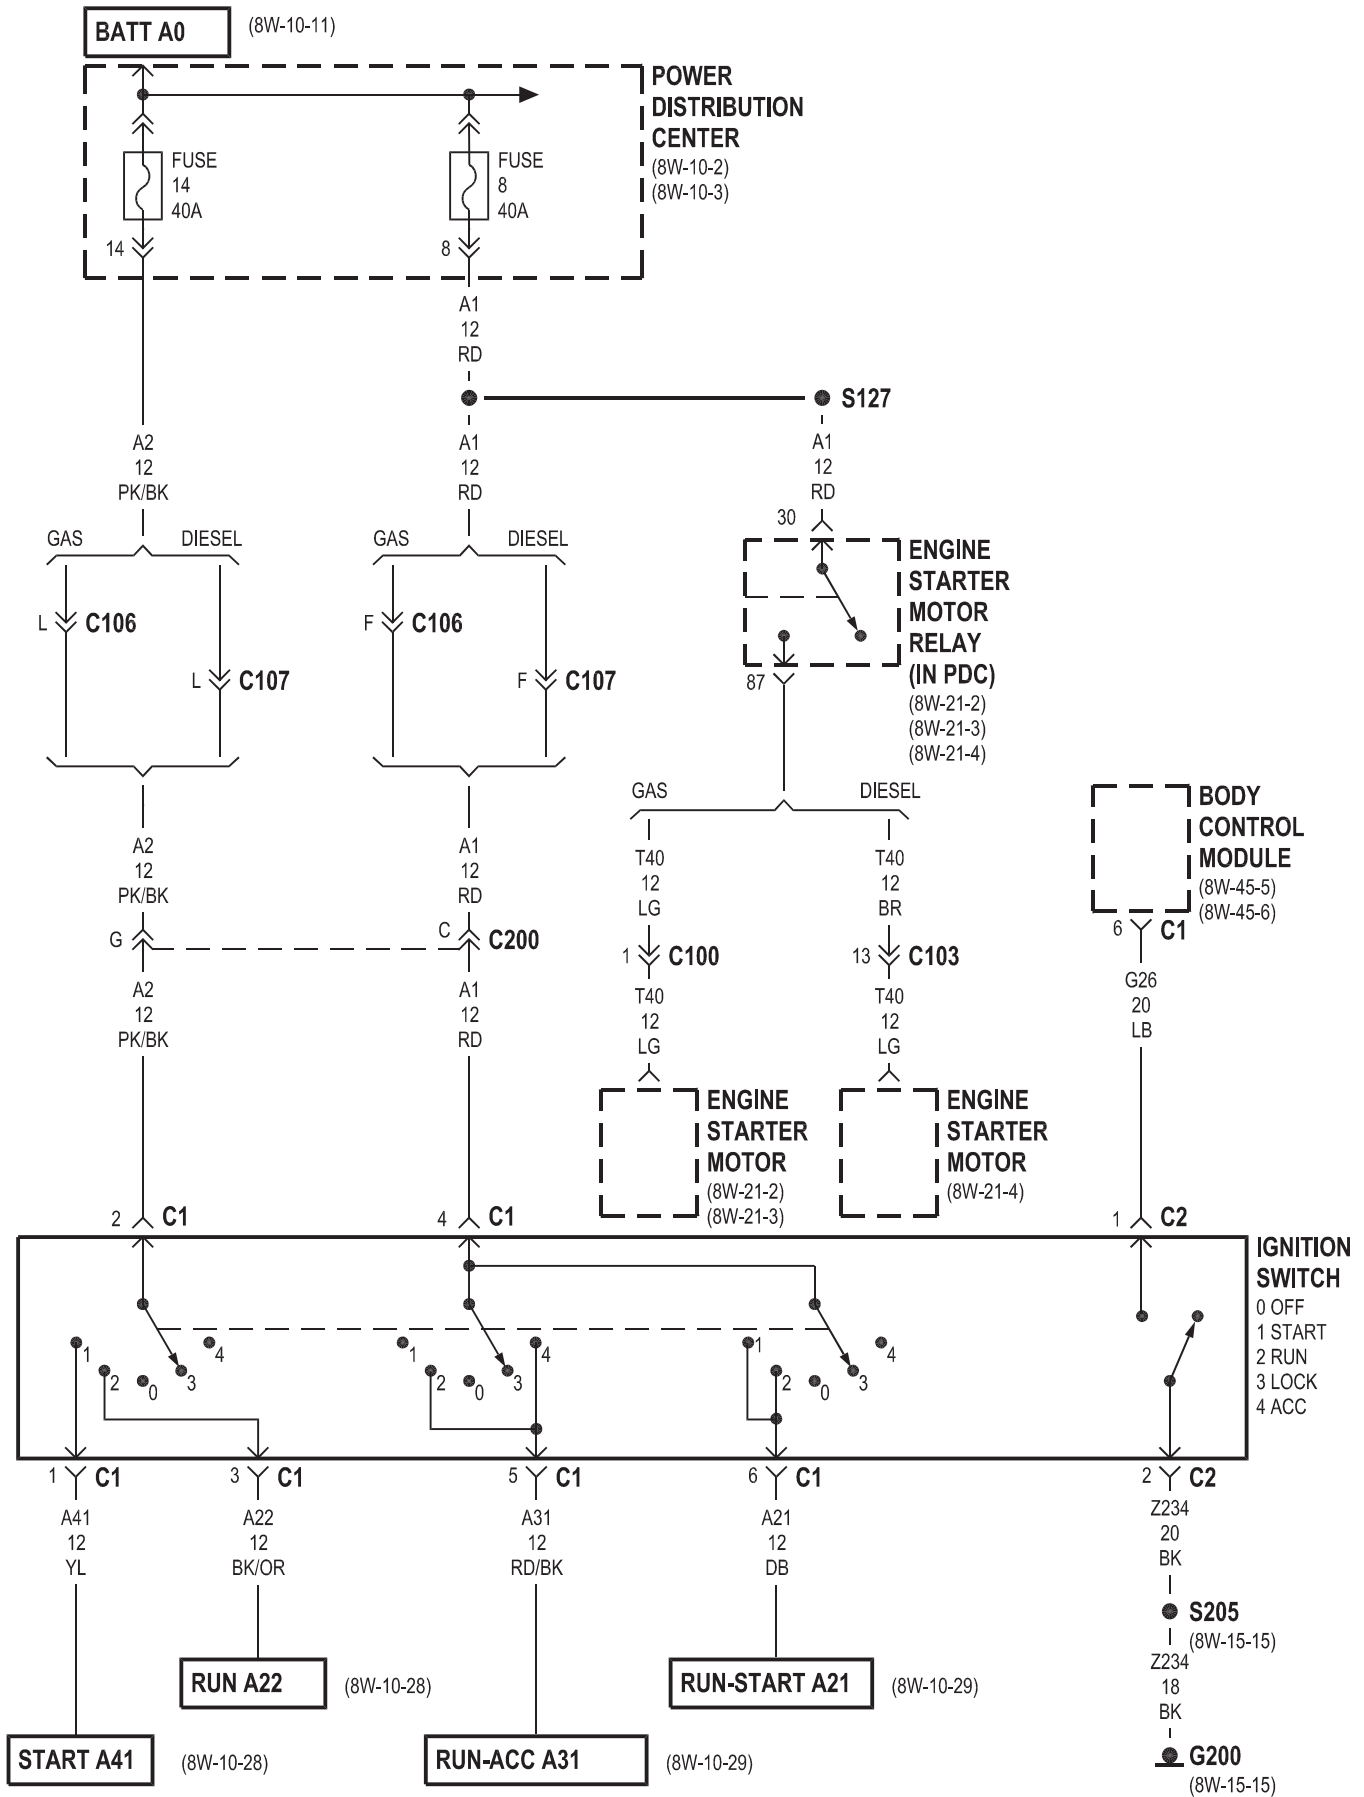 BATT A0
(8W-10-11)
POWER
DISTRIBUTION
CENTER
(8W-10-2)
(8W-10-3)
FUSE
14
40A
FUSE
8
40A
14
8
A1
12
RD
S127
A2
12
PK/BK
A1
12
RD
A1
12
RD
30
GAS
DIESEL
GAS
DIESEL
ENGINE
STARTER
MOTOR
RELAY
(IN PDC)
(8W-21-2)
(8W-21-3)
(8W-21-4)
L
C106
F
C106
L
C107
F
C107
87
GAS
DIESEL
BODY
CONTROL
MODULE
(8W-45-5)
(8W-45-6)
A2
12
PK/BK
A1
12
RD
T40
12
LG
T40
12
BR
G
C
C200
1
C100
13
C103
6
C1
A2
12
PK/BK
A1
12
RD
T40
12
LG
T40
12
LG
G26
20
LB
ENGINE
STARTER
MOTOR
(8W-21-2)
(8W-21-3)
ENGINE
STARTER
MOTOR
(8W-21-4)
2
C1
4
C1
1
C2
IGNITION
SWITCH
0 OFF
1 START
2 RUN
3 LOCK
4 ACC
1
2
0
3
4
1
2
0
3
4
1
2
0
3
4
1
C1
3
C1
5
C1
6
C1
2
C2
A41
12
YL
A22
12
BK/OR
A31
12
RD/BK
A21
12
DB
Z234
20
BK
S205
(8W-15-15)
Z234
18
BK
RUN A22
(8W-10-28)
RUN-START A21
(8W-10-29)
START A41
(8W-10-28)
RUN-ACC A31
(8W-10-29)
G200
(8W-15-15)